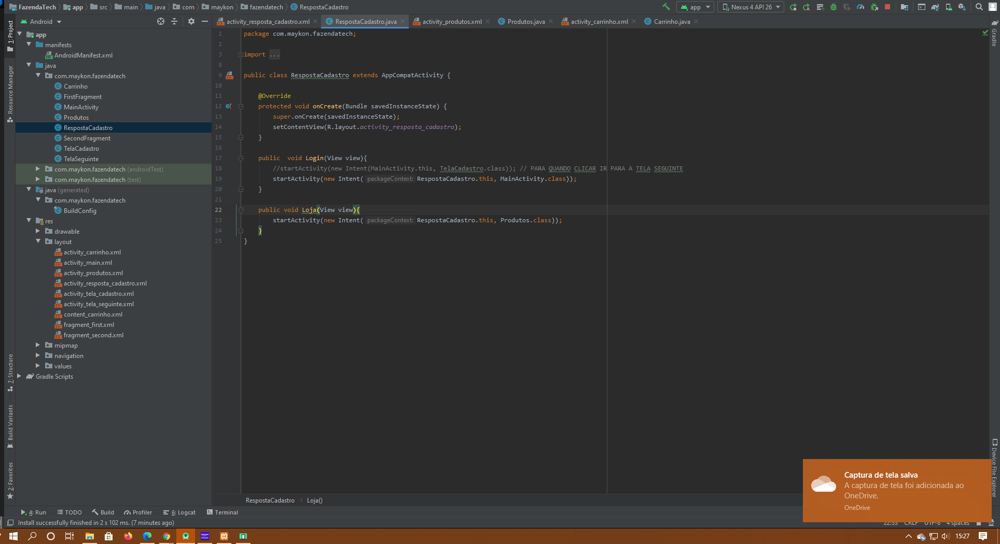 FazendaTech app src main java com maykon fazendatech RespostaCadastro
app
Nexus 4 API 26
Android
activity_resposta_cadastro.xml
RespostaCadastro.java
activity_produtos.xml
Produtos.java
activity_carrinho.xml
Carrinho.java
1: Project
Resource Manager
7: Structure
Build Variants
2: Favorites
Gradle
Device File Explorer
app
manifests
AndroidManifest.xml
java
com.maykon.fazendatech
Carrinho
FirstFragment
MainActivity
Produtos
RespostaCadastro
SecondFragment
TelaCadastro
TelaSeguinte
com.maykon.fazendatech (androidTest)
com.maykon.fazendatech (test)
java (generated)
com.maykon.fazendatech
BuildConfig
res
drawable
layout
activity_carrinho.xml
activity_main.xml
activity_produtos.xml
activity_resposta_cadastro.xml
activity_tela_cadastro.xml
activity_tela_seguinte.xml
content_carrinho.xml
fragment_first.xml
fragment_second.xml
mipmap
navigation
values
Gradle Scripts
1 package com.maykon.fazendatech;
2
3 import ...
8
9 public class RespostaCadastro extends AppCompatActivity {
10
11 @Override
12 protected void onCreate(Bundle savedInstanceState) {
13 super.onCreate(savedInstanceState);
14 setContentView(R.layout.activity_resposta_cadastro);
15 }
16
17 public  void Login(View view){
18 //startActivity(new Intent(MainActivity.this, TelaCadastro.class)); // PARA QUANDO CLICAR IR PARA A TELA SEGUINTE
19 startActivity(new Intent( packageContext: RespostaCadastro.this, MainActivity.class));
20 }
21
22 public void Loja(View view){
23 startActivity(new Intent( packageContext: RespostaCadastro.this, Produtos.class));
24 }
25 }
RespostaCadastro Loja()
Captura de tela salva
A captura de tela foi adicionada ao
OneDrive.
OneDrive
4: Run TODO Build Profiler 6: Logcat Terminal
Install successfully finished in 2 s 102 ms. (7 minutes ago)
22:33 CRLF UTF-8 4 spaces
amazon music
15:27